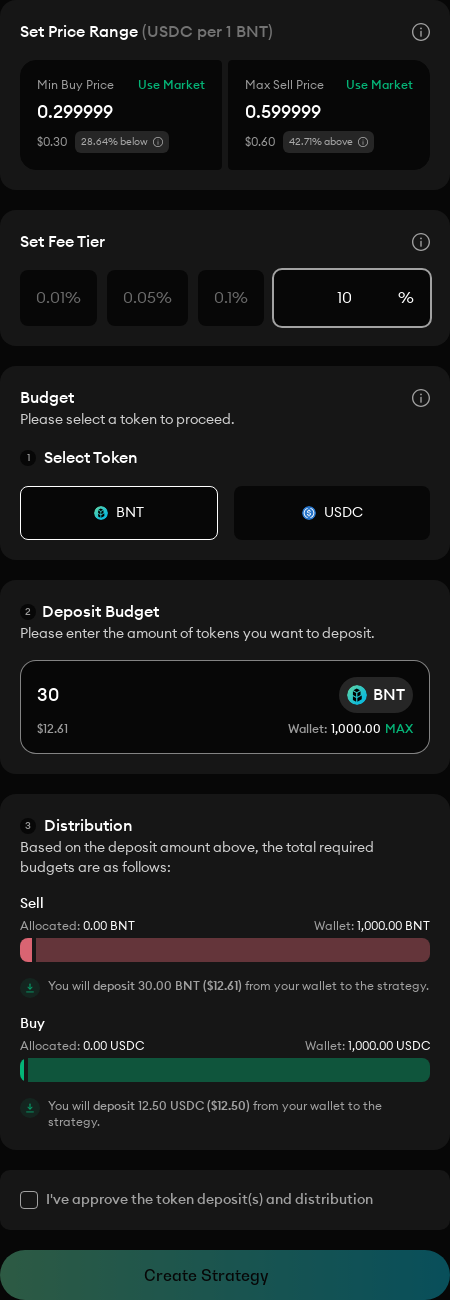 Set Price Range (USDC per 1 BNT)
Min Buy Price Use Market
0.299999
$0.30 28.64% below
Max Sell Price Use Market
0.599999
$0.60 42.71% above
Set Fee Tier
0.01% 0.05% 0.1% 10 %
Budget
Please select a token to proceed.
1 Select Token
BNT USDC
2 Deposit Budget
Please enter the amount of tokens you want to deposit.
30 BNT
$12.61 Wallet: 1,000.00 MAX
3 Distribution
Based on the deposit amount above, the total required
budgets are as follows:
Sell
Allocated: 0.00 BNT Wallet: 1,000.00 BNT
You will deposit 30.00 BNT ($12.61) from your wallet to the strategy.
Buy
Allocated: 0.00 USDC Wallet: 1,000.00 USDC
You will deposit 12.50 USDC ($12.50) from your wallet to the
strategy.
I've approve the token deposit(s) and distribution
Create Strategy